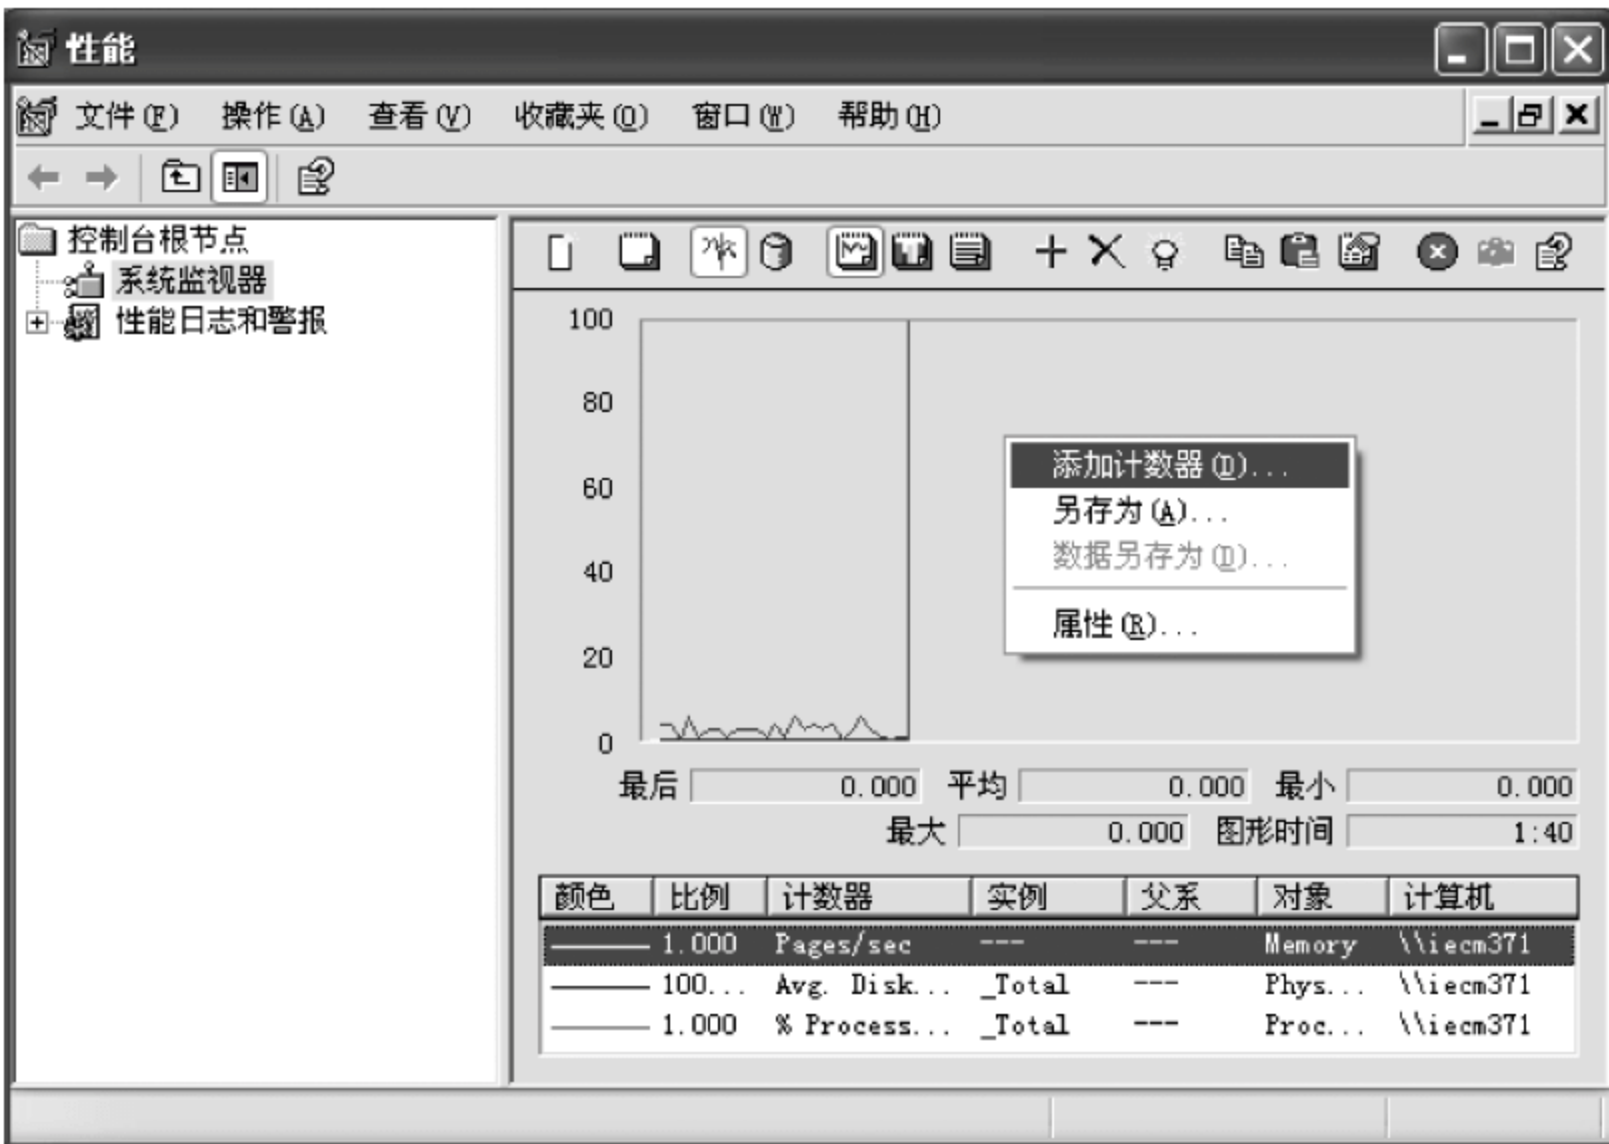 性能
文件(F) 操作(A) 查看(V) 收藏夹(O) 窗口(W) 帮助(H)
控制台根节点
系统监视器
性能日志和警报
100
80
60
40
20
0
添加计数器(D)...
另存为(A)...
数据另存为(D)...
属性(R)...
最后 0.000 平均 0.000 最小 0.000
最大 0.000 图形时间 1:40
颜色 比例 计数器 实例 父系 对象 计算机
1.000 Pages/sec --- --- Memory \\iecm371
100... Avg. Disk... _Total --- Phys... \\iecm371
1.000 % Process... _Total --- Proc... \\iecm371